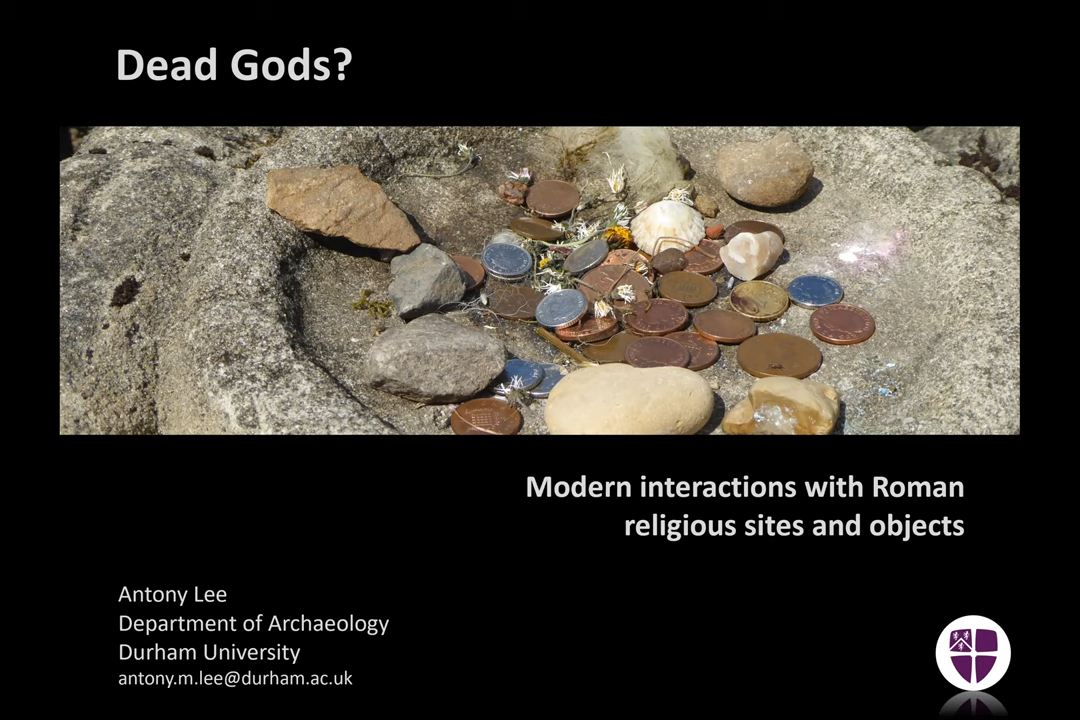 Dead Gods?
Modern interactions with Roman
religious sites and objects
Antony Lee
Department of Archaeology
Durham University
antony.m.lee@durham.ac.uk